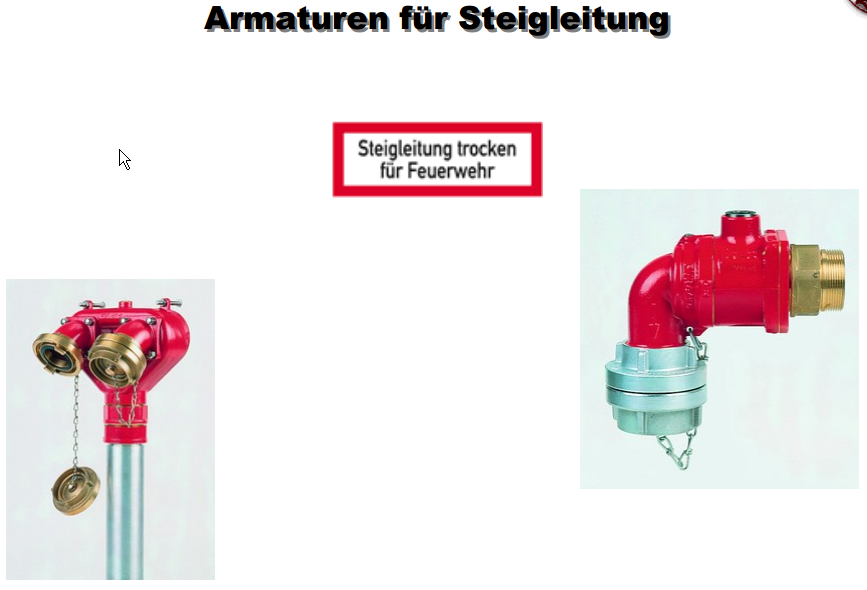 Armaturen für Steigleitung
Steigleitung trocken
für Feuerwehr